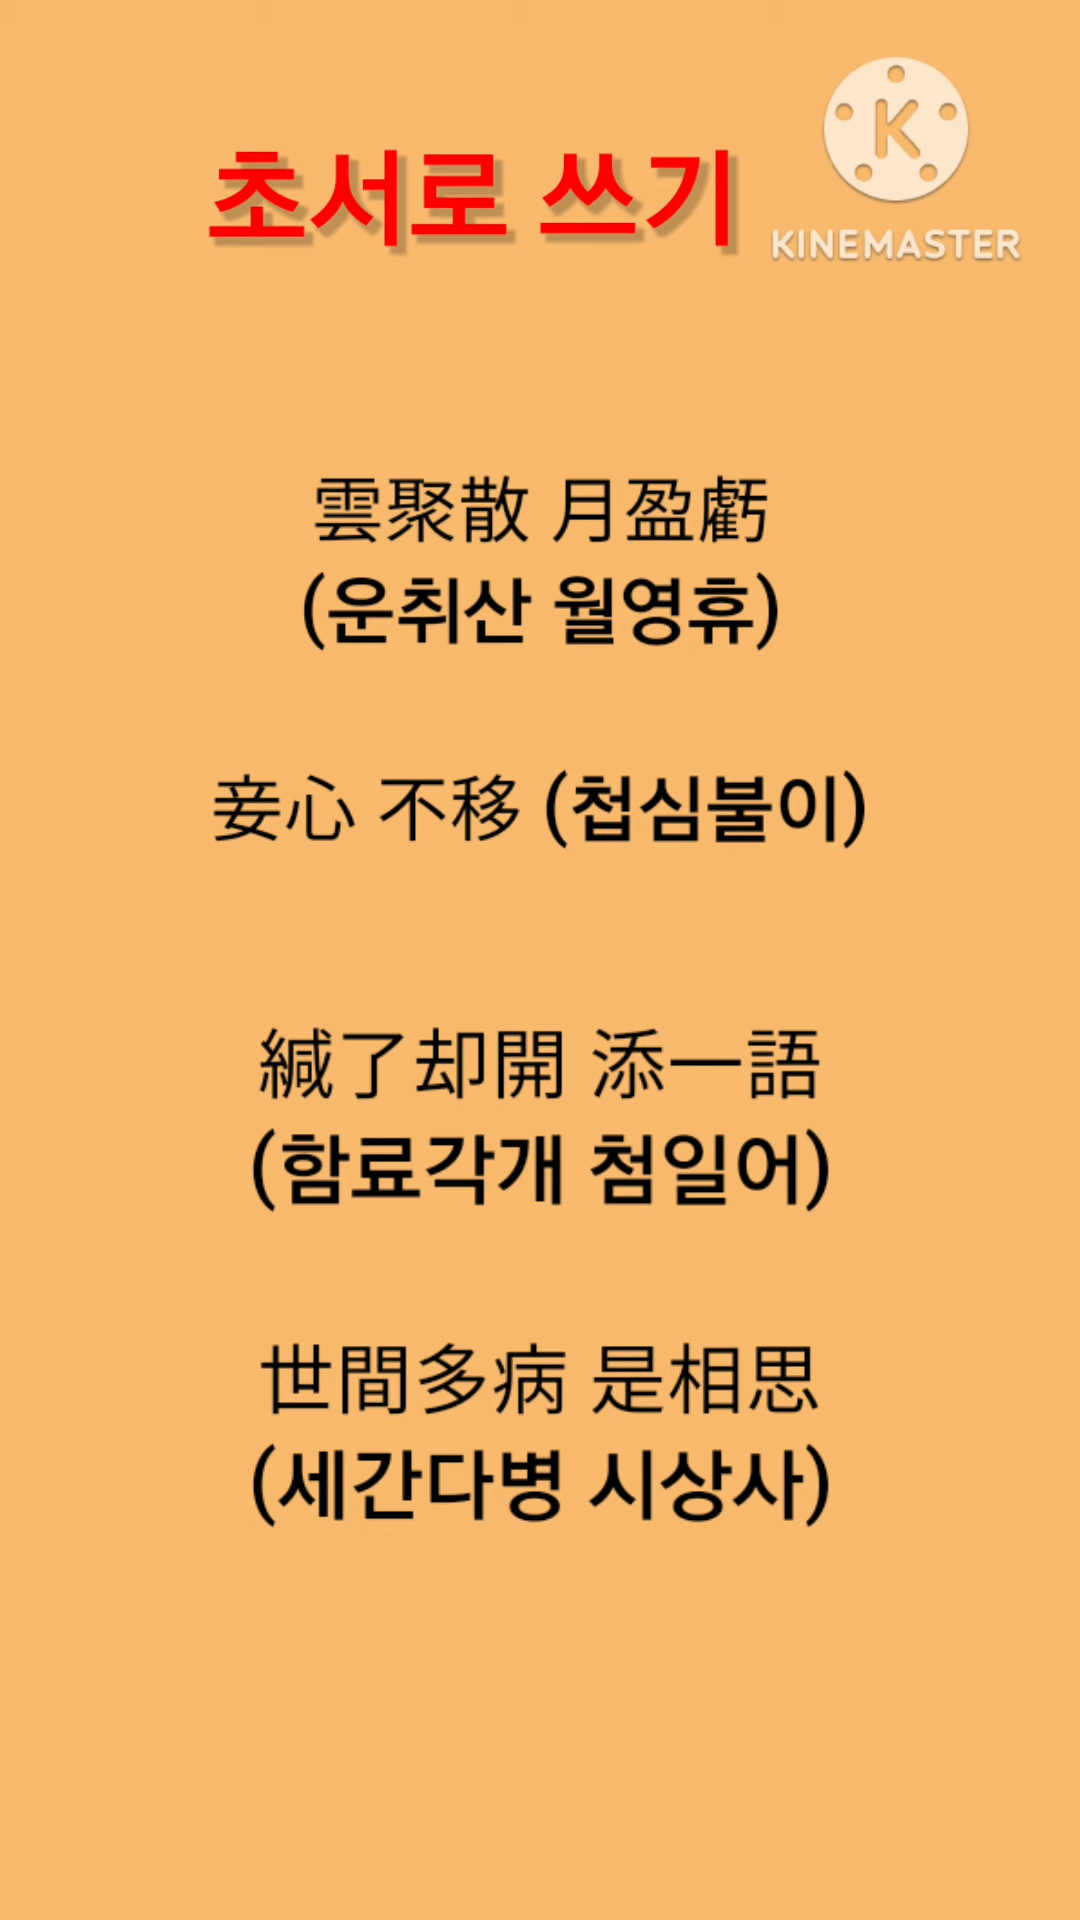 초서로 쓰기
KINEMASTER
雲聚散 月盈虧
(운취산 월영휴)
妾心 不移 (첩심불이)
緘了却開 添一語
(함료각개 첨일어)
世間多病 是相思
(세간다병 시상사)